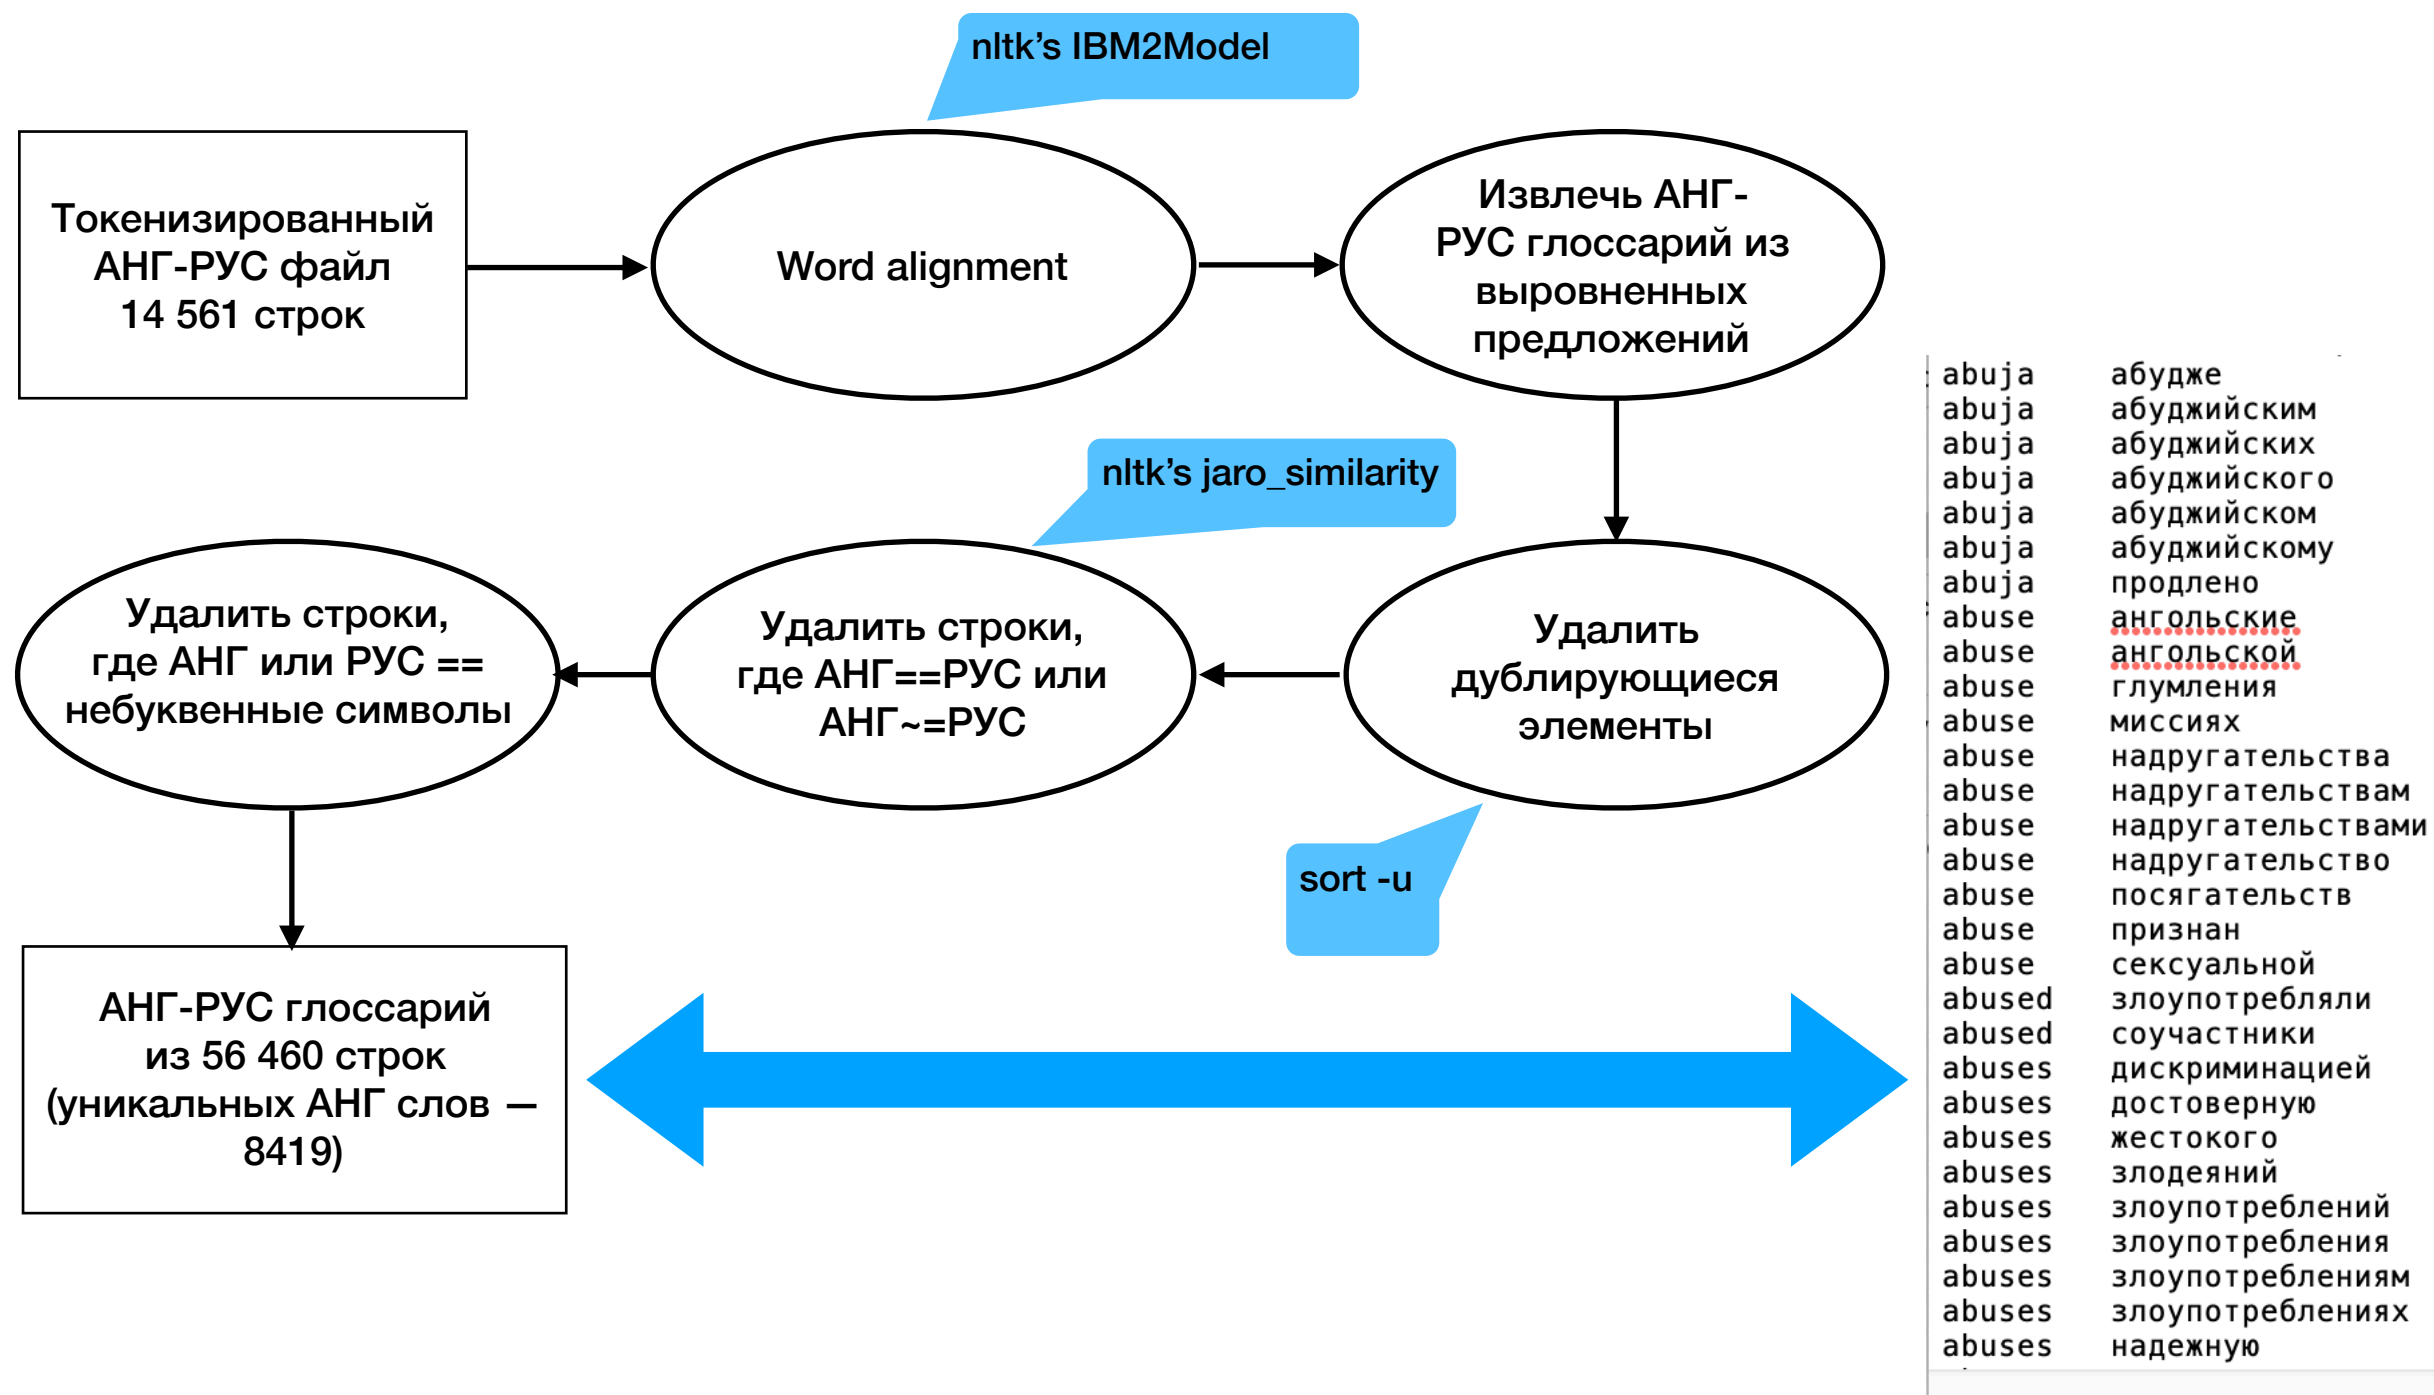 nltk's IBM2Model
Токенизированный
АНГ-РУС файл
14 561 строк
Word alignment
Извлечь АНГ-
РУС глоссарий из
выровненных
предложений
nltk's jaro_similarity
Удалить строки,
где АНГ или РУС ==
небуквенные символы
Удалить строки,
где АНГ==РУС или
АНГ~=РУС
Удалить
дублирующиеся
элементы
sort -u
АНГ-РУС глоссарий
из 56 460 строк
(уникальных АНГ слов —
8419)
abuja абудже
abuja абуджийским
abuja абуджийских
abuja абуджийского
abuja абуджийском
abuja абуджийскому
abuja продлено
abuse ангольские
abuse ангольской
abuse глумления
abuse миссиях
abuse надругательства
abuse надругательствам
abuse надругательствами
abuse надругательство
abuse посягательств
abuse признан
abuse сексуальной
abused злоупотребляли
abused соучастники
abuses дискриминацией
abuses достоверную
abuses жестокого
abuses злодеяний
abuses злоупотреблений
abuses злоупотребления
abuses злоупотреблениям
abuses злоупотреблениях
abuses надежную